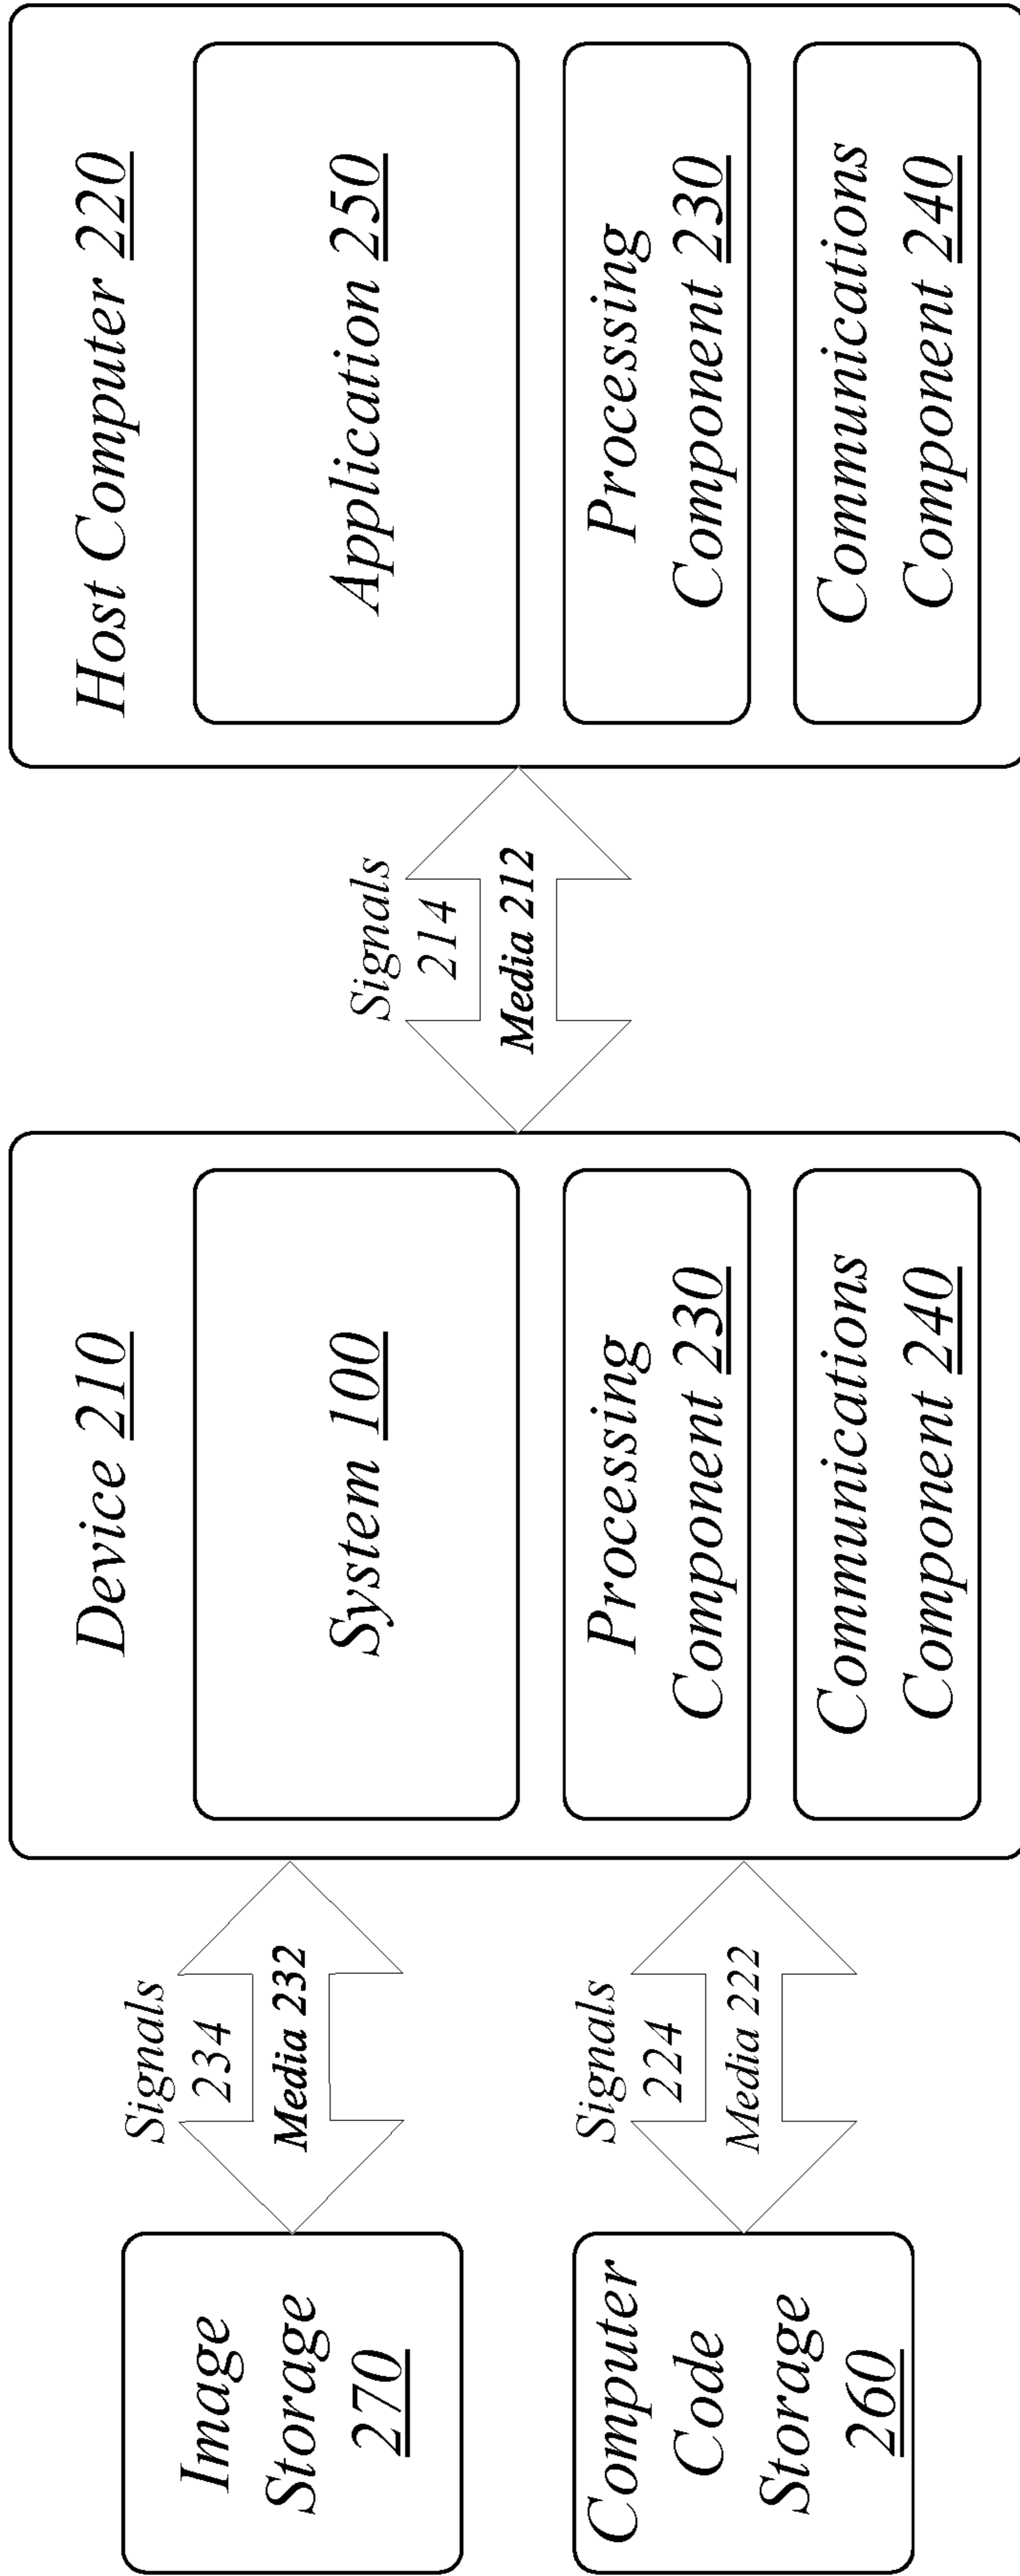 Image
Storage
270
Computer
Code
Storage
260
Signals
234
Media 232
Signals
224
Media 222
Device 210
System 100
Processing
Component 230
Communications
Component 240
Signals
214
Media 212
Host Computer 220
Application 250
Processing
Component 230
Communications
Component 240